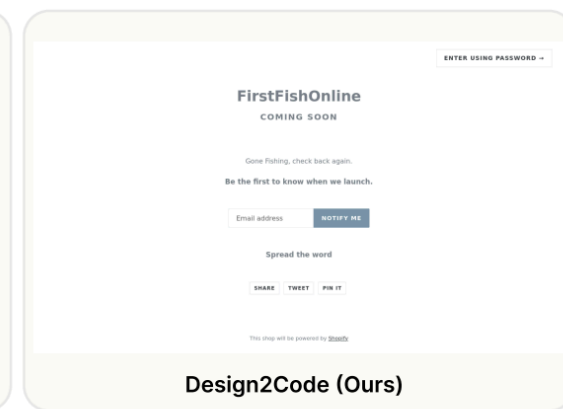 ENTER USING PASSWORD →
FirstFishOnline
COMING SOON
Gone Fishing, check back again.
Be the first to know when we launch.
Email address NOTIFY ME
Spread the word
SHARE TWEET PIN IT
This shop will be powered by Shopify
Design2Code (Ours)